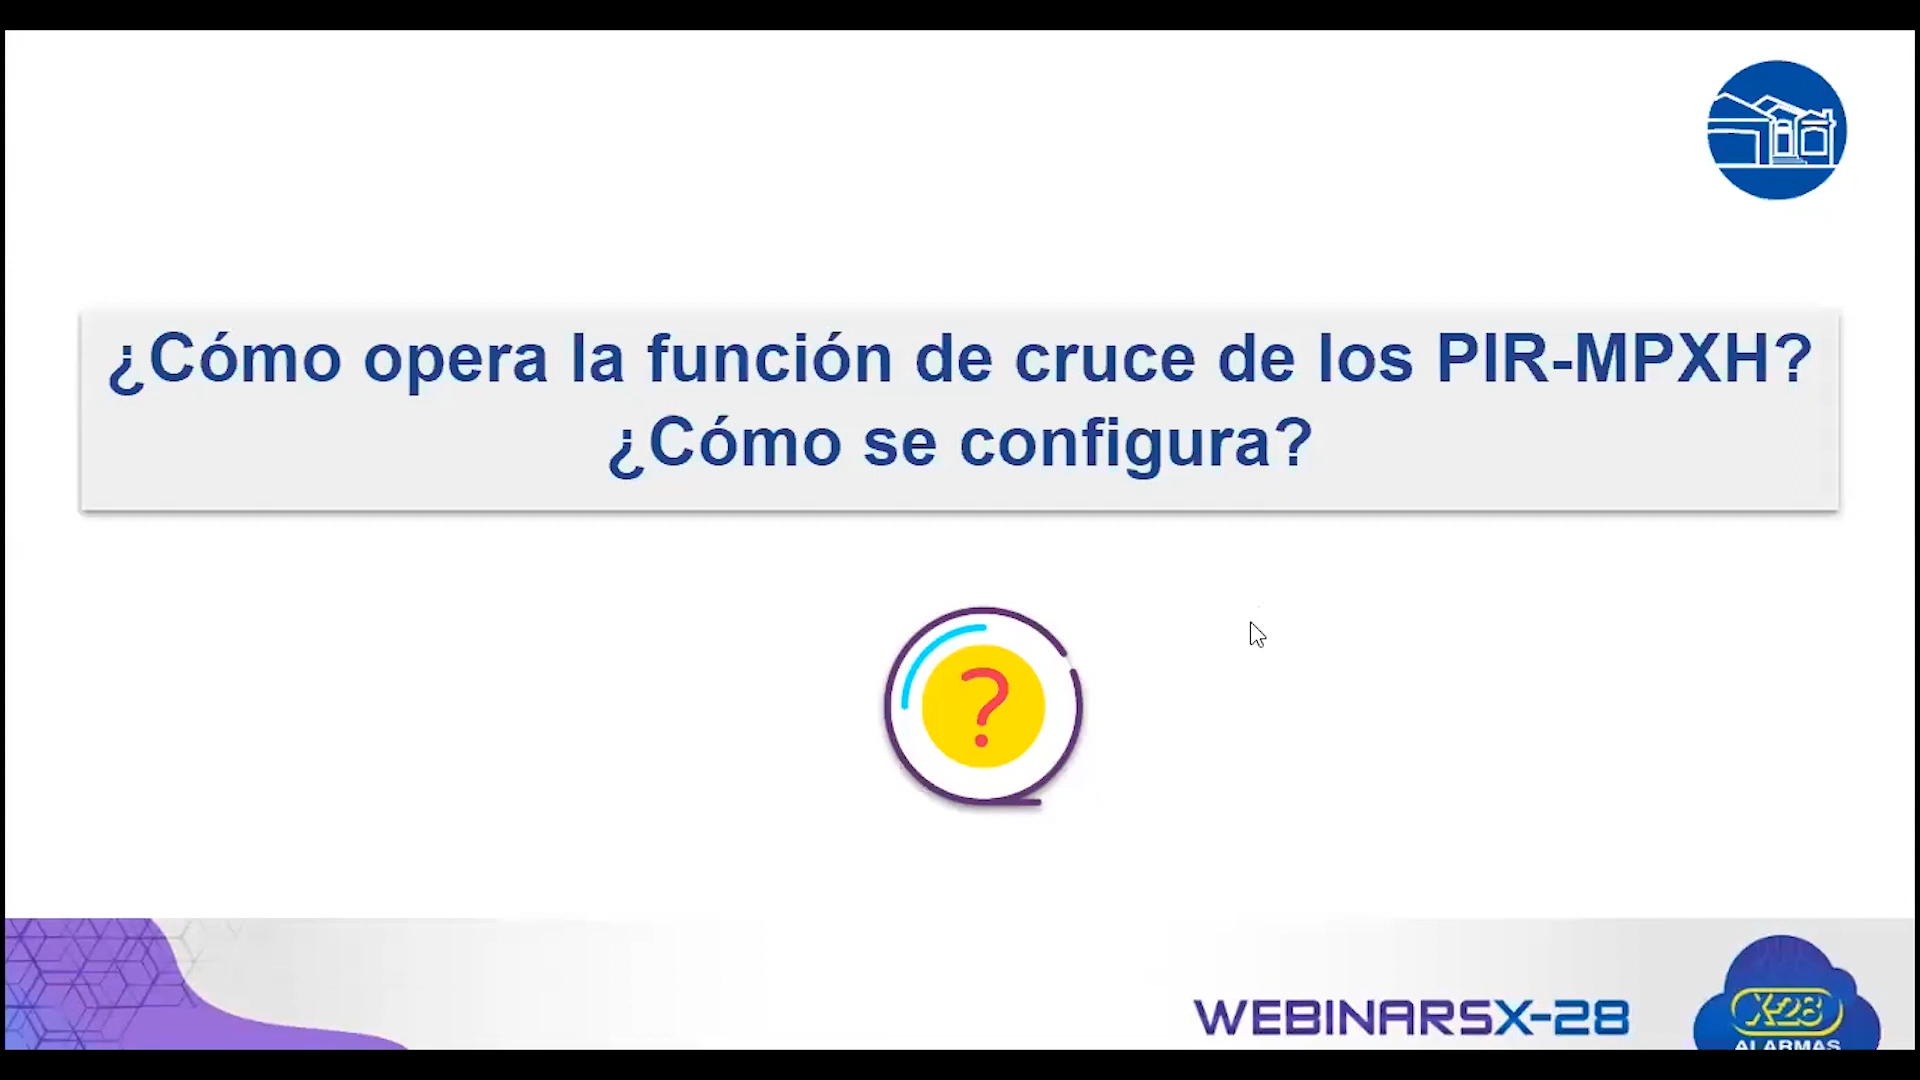 ¿Cómo opera la función de cruce de los PIR-MPXH?
¿Cómo se configura?
?
WEBINARSX-28
X-28
ALARMAS